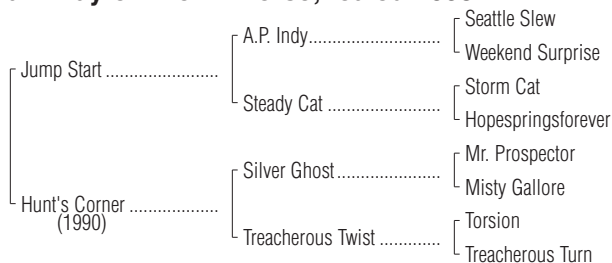 Seattle Slew
A.P. Indy
Weekend Surprise
Jump Start
Storm Cat
Steady Cat
Hopespringsforever
Mr. Prospector
Silver Ghost
Misty Gallore
Hunt's Corner
(1990)
Torsion
Treacherous Twist
Treacherous Turn